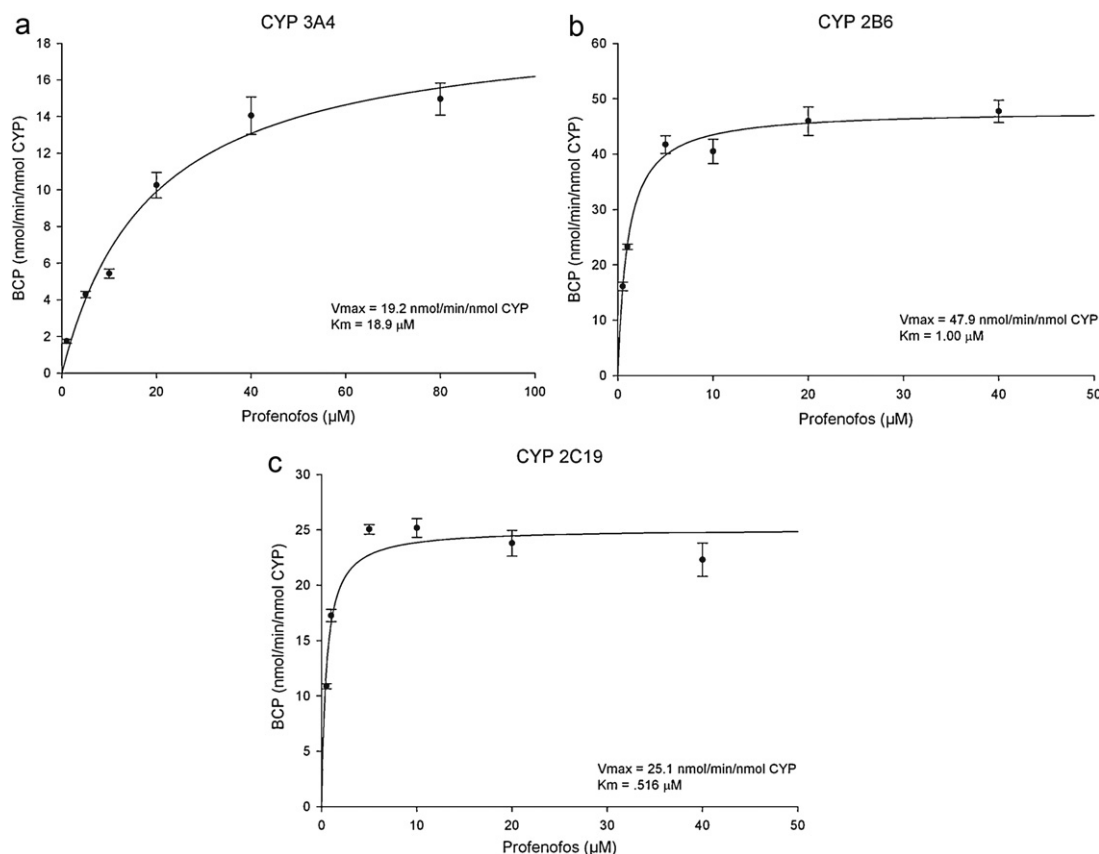 a
CYP 3A4
18
16
14
12
10
8
6
4
2
0
BCP (nmol/min/nmol CYP)
Vmax = 19.2 nmol/min/nmol CYP
Km = 18.9 μM
0 20 40 60 80 100
Profenofos (μM)
b
CYP 2B6
60
50
40
30
20
10
0
BCP (nmol/min/nmol CYP)
Vmax = 47.9 nmol/min/nmol CYP
Km = 1.00 μM
0 10 20 30 40 50
Profenofos (μM)
c
CYP 2C19
30
25
20
15
10
5
0
BCP (nmol/min/nmol CYP)
Vmax = 25.1 nmol/min/nmol CYP
Km = .516 μM
0 10 20 30 40 50
Profenofos (μM)